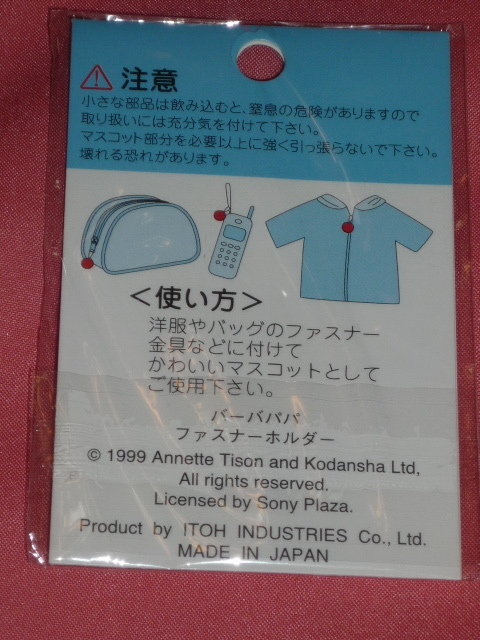 注意
小さな部品は飲み込むと、窒息の危険がありますので
取り扱いには充分気を付けて下さい。
マスコット部分を必要以上に強く引っ張らないで下さい。
壊れる恐れがあります。
＜使い方＞
洋服やバッグのファスナー
金具などに付けて
かわいいマスコットとして
ご使用下さい。
バーバパパ
ファスナーホルダー
© 1999 Annette Tison and Kodansha Ltd,
All rights reserved.
Licensed by Sony Plaza.
Product by ITOH INDUSTRIES Co., Ltd.
MADE IN JAPAN